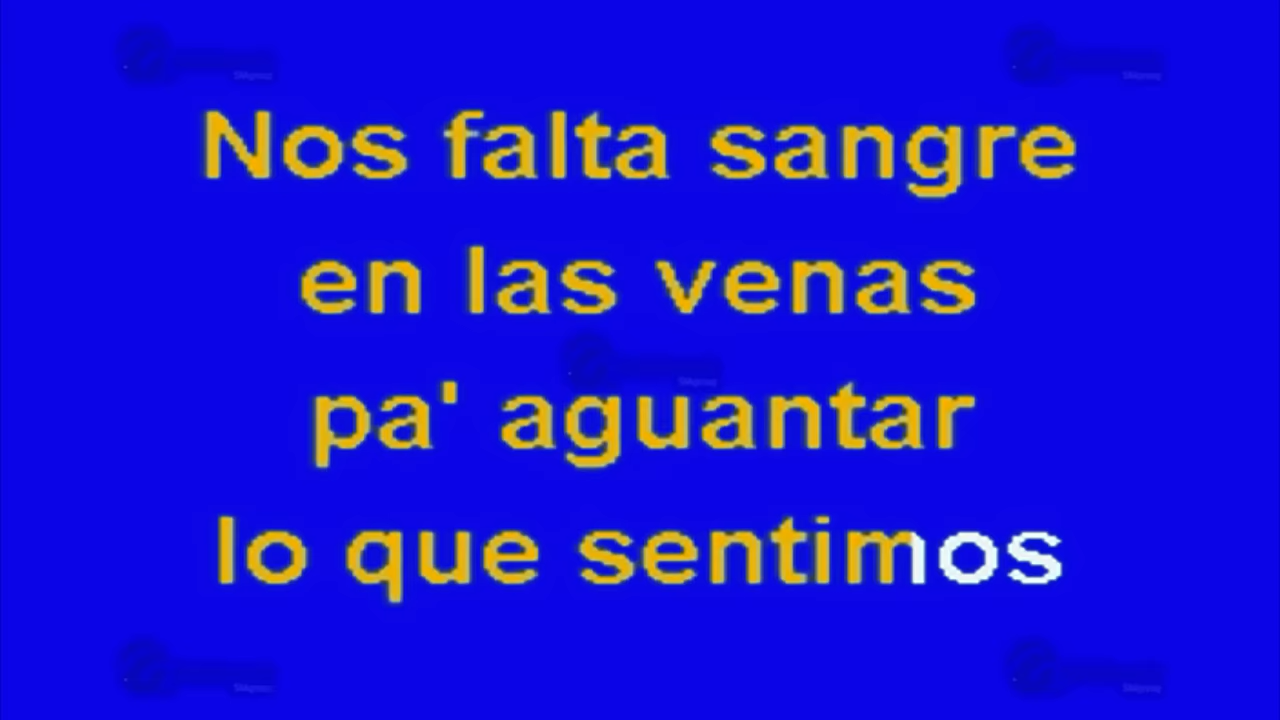 Nos falta sangre
en las venas
pa' aguantar
lo que sentimos